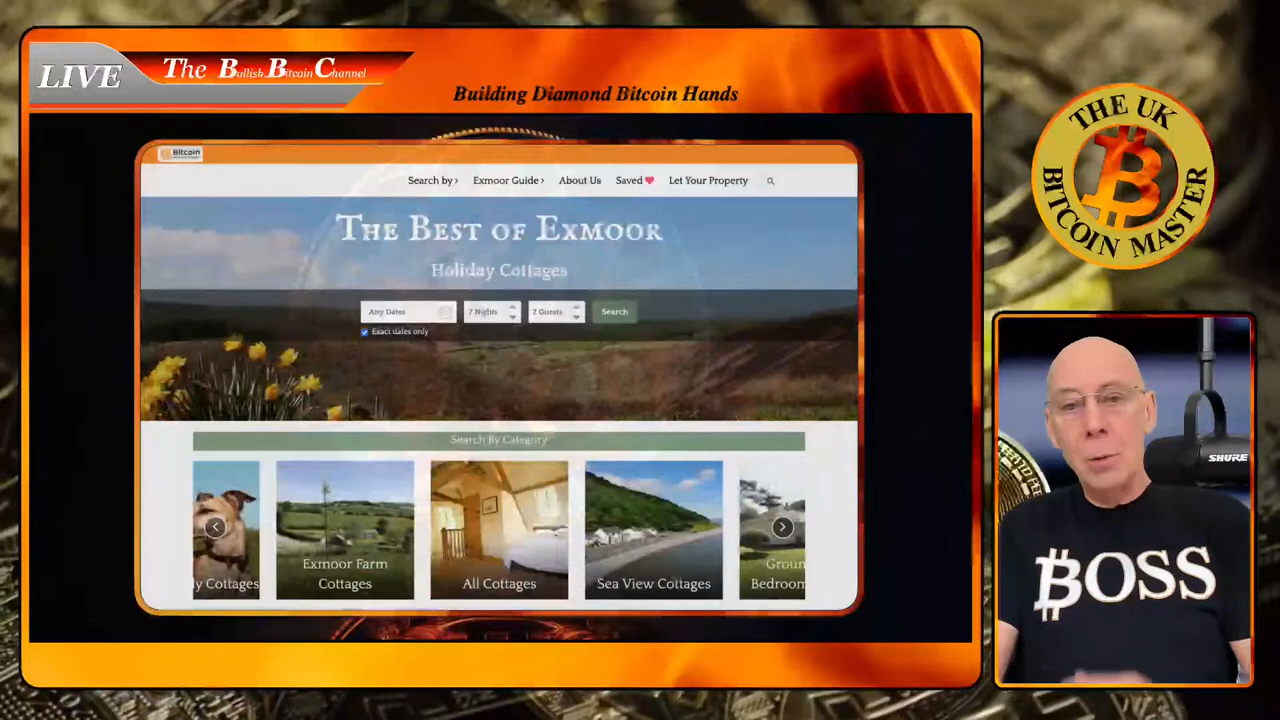 LIVE
The Bullish Bitcoin Channel
Building Diamond Bitcoin Hands
THE UK
BITCOIN MASTER
Bitcoin
Search by ›
Exmoor Guide ›
About Us
Saved
Let Your Property
The Best of Exmoor
Holiday Cottages
Any Dates
7 Nights
2 Guests
Search
Exact dates only
Search By Category
y Cottages
Exmoor Farm
Cottages
All Cottages
Sea View Cottages
Groun
Bedroom
SHURE
₿OSS